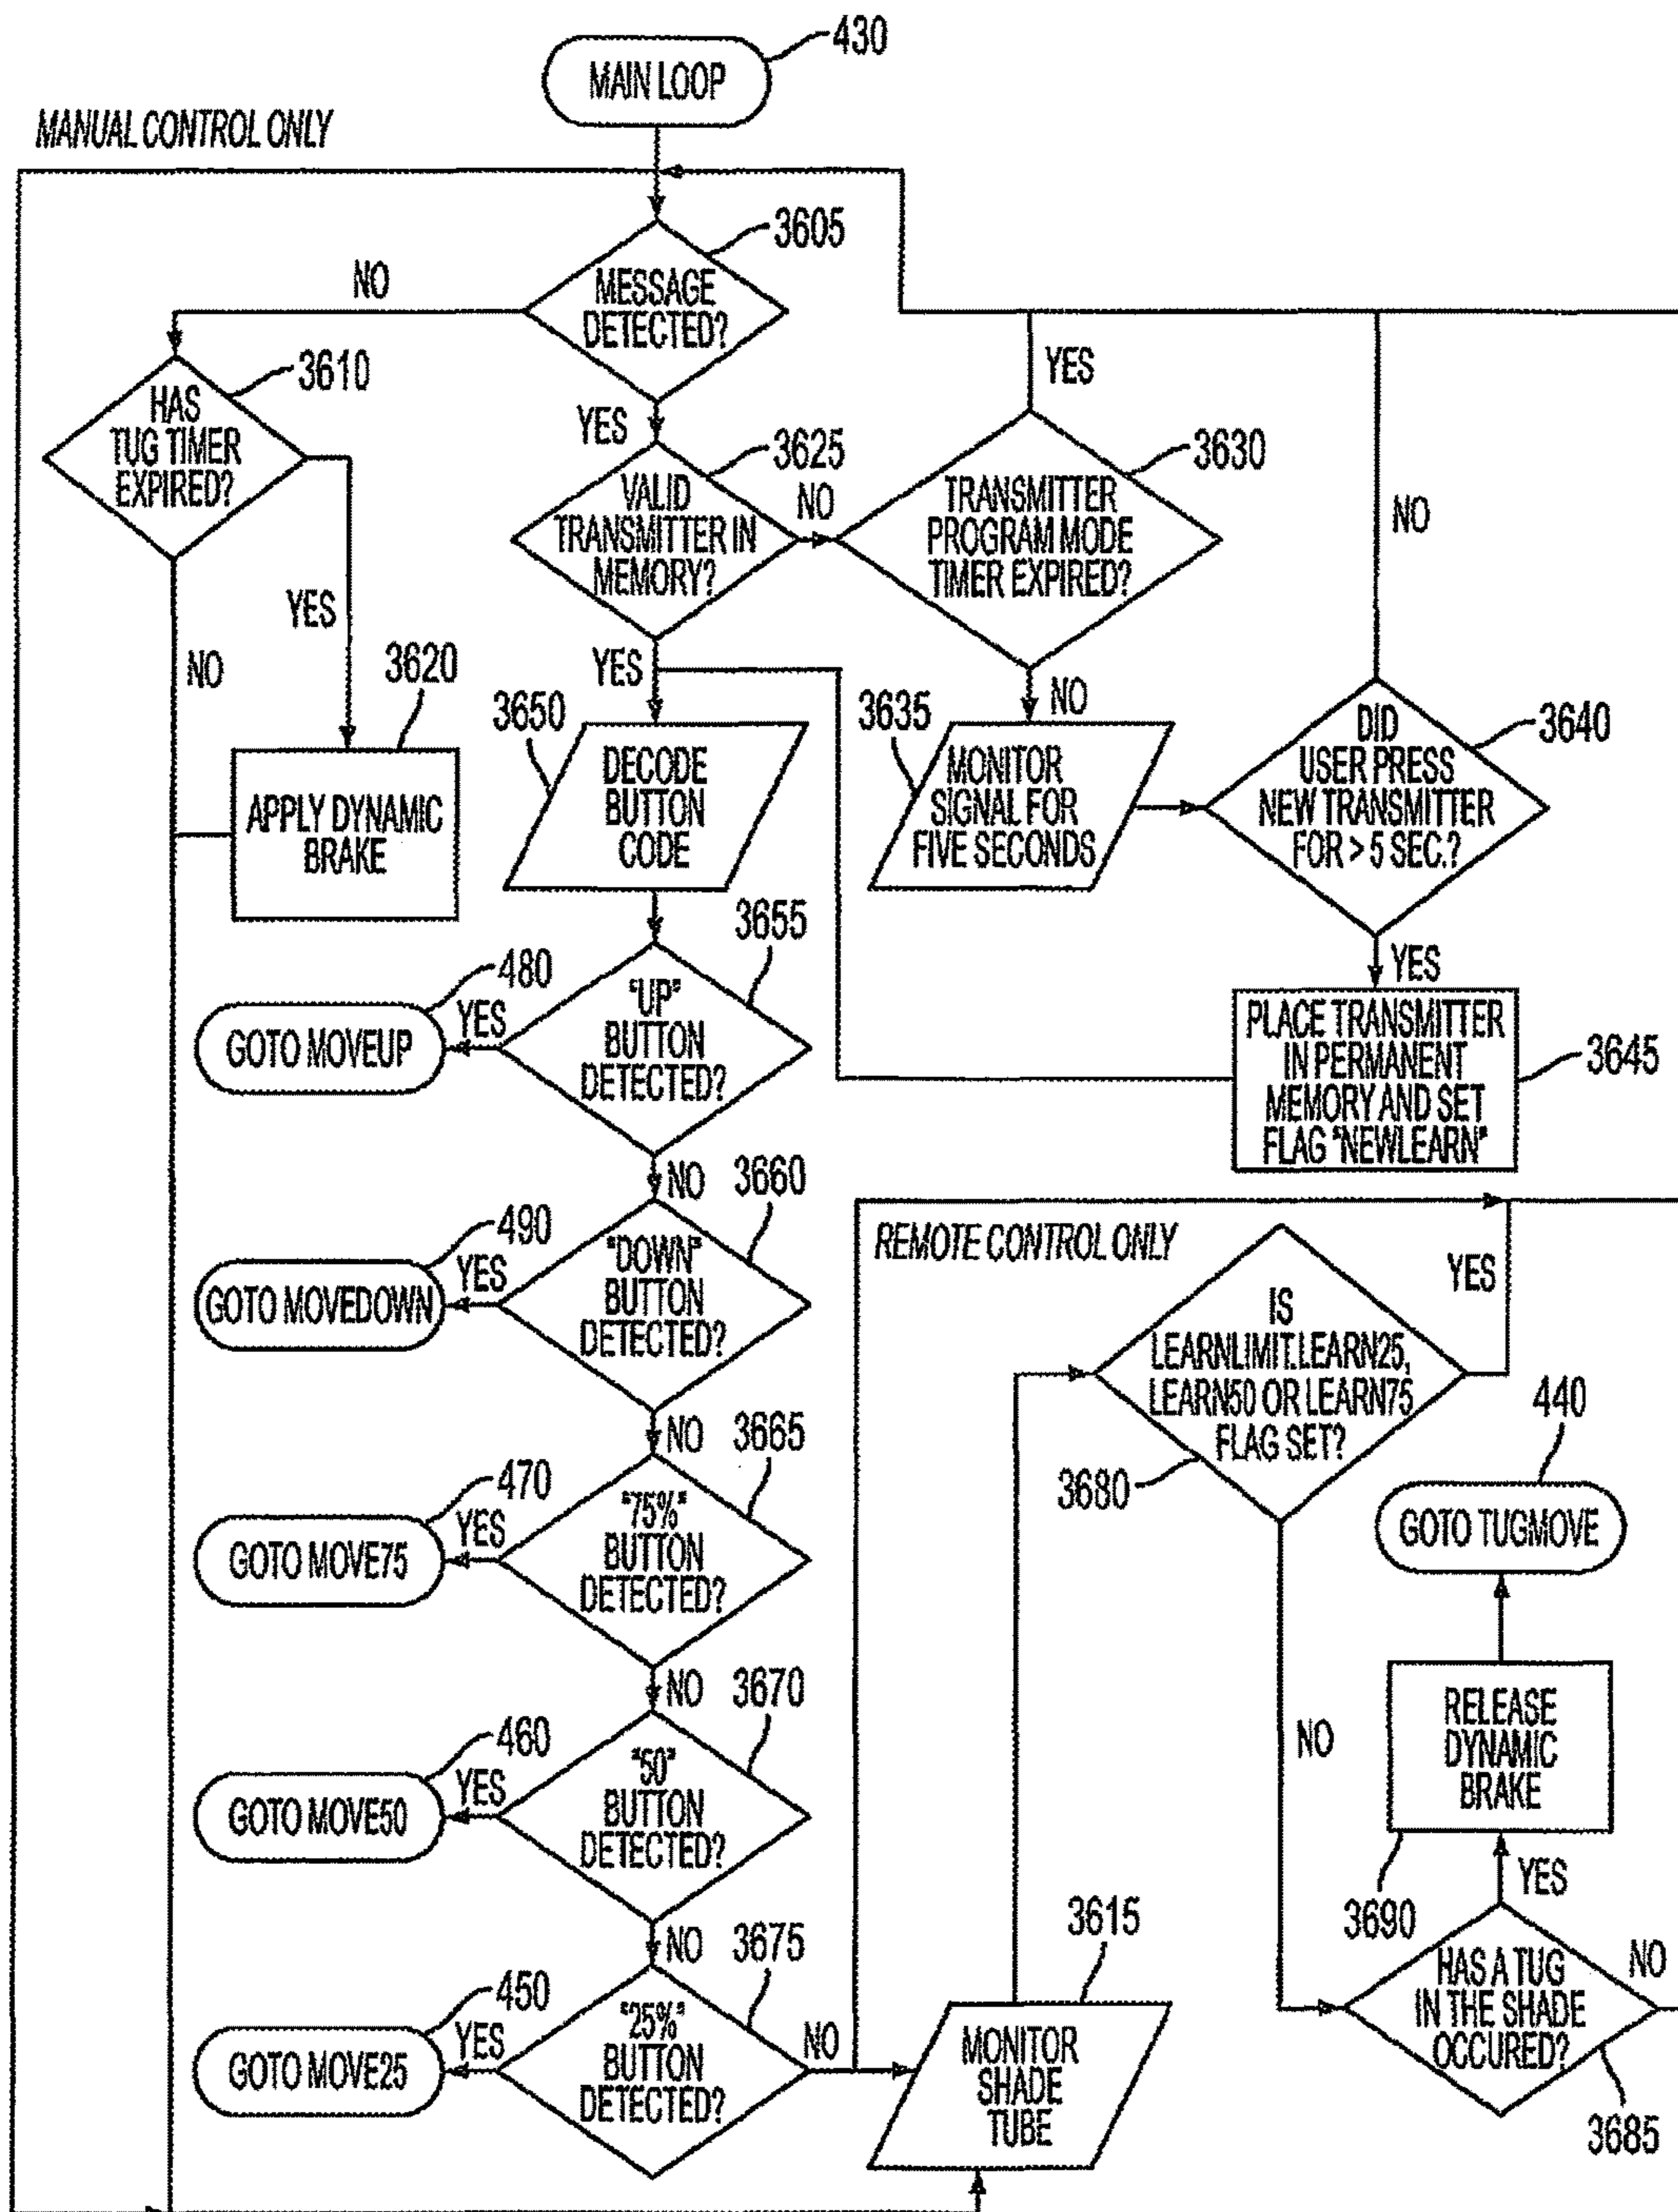 430
MAIN LOOP
MANUAL CONTROL ONLY
3605
MESSAGE
DETECTED?
NO
3610
HAS
TUG TIMER
EXPIRED?
YES
NO
3620
APPLY DYNAMIC
BRAKE
YES
3625
VALID
TRANSMITTER IN
MEMORY?
NO
YES
3630
TRANSMITTER
PROGRAM MODE
TIMER EXPIRED?
NO
YES
3635
MONITOR
SIGNAL FOR
FIVE SECONDS
NO
3640
DID
USER PRESS
NEW TRANSMITTER
FOR > 5 SEC.?
YES
PLACE TRANSMITTER
IN PERMANENT
MEMORY AND SET
FLAG "NEWLEARN"
3645
3650
DECODE
BUTTON
CODE
3655
"UP"
BUTTON
DETECTED?
YES
480
GOTO MOVEUP
NO
3660
"DOWN"
BUTTON
DETECTED?
YES
490
GOTO MOVEDOWN
NO
3665
"75%"
BUTTON
DETECTED?
YES
470
GOTO MOVE75
NO
3670
"50"
BUTTON
DETECTED?
YES
460
GOTO MOVE50
NO
3675
"25%"
BUTTON
DETECTED?
YES
450
GOTO MOVE25
NO
REMOTE CONTROL ONLY
3615
MONITOR
SHADE
TUBE
IS
LEARNLIMIT.LEARN25,
LEARN50 OR LEARN75
FLAG SET?
3680
YES
NO
440
GOTO TUGMOVE
RELEASE
DYNAMIC
BRAKE
3690
YES
HAS A TUG
IN THE SHADE
OCCURED?
NO
3685